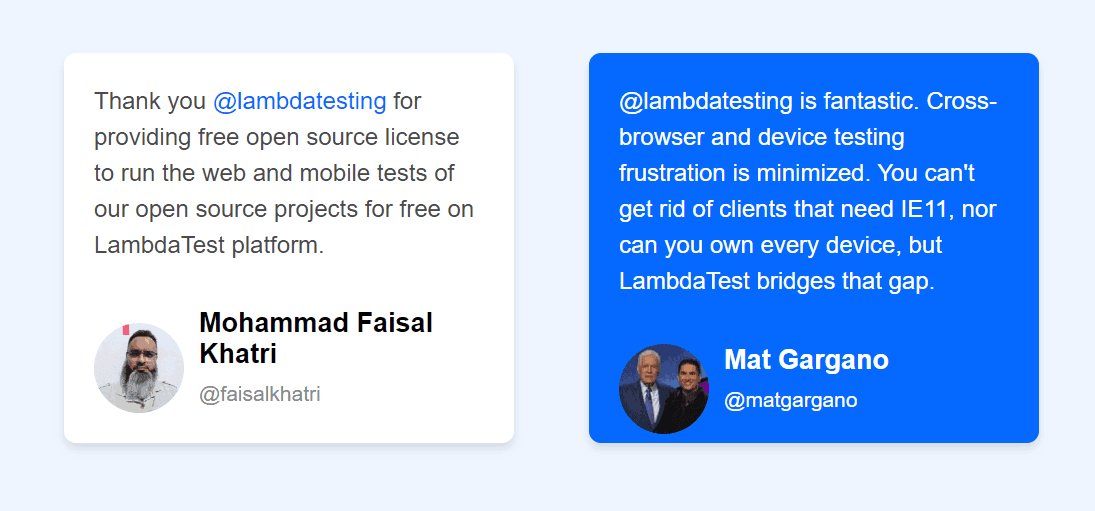 Thank you @lambdatesting for
providing free open source license
to run the web and mobile tests of
our open source projects for free on
LambdaTest platform.
Mohammad Faisal
Khatri
@faisalkhatri
@lambdatesting is fantastic. Cross-
browser and device testing
frustration is minimized. You can't
get rid of clients that need IE11, nor
can you own every device, but
LambdaTest bridges that gap.
Mat Gargano
@matgargano